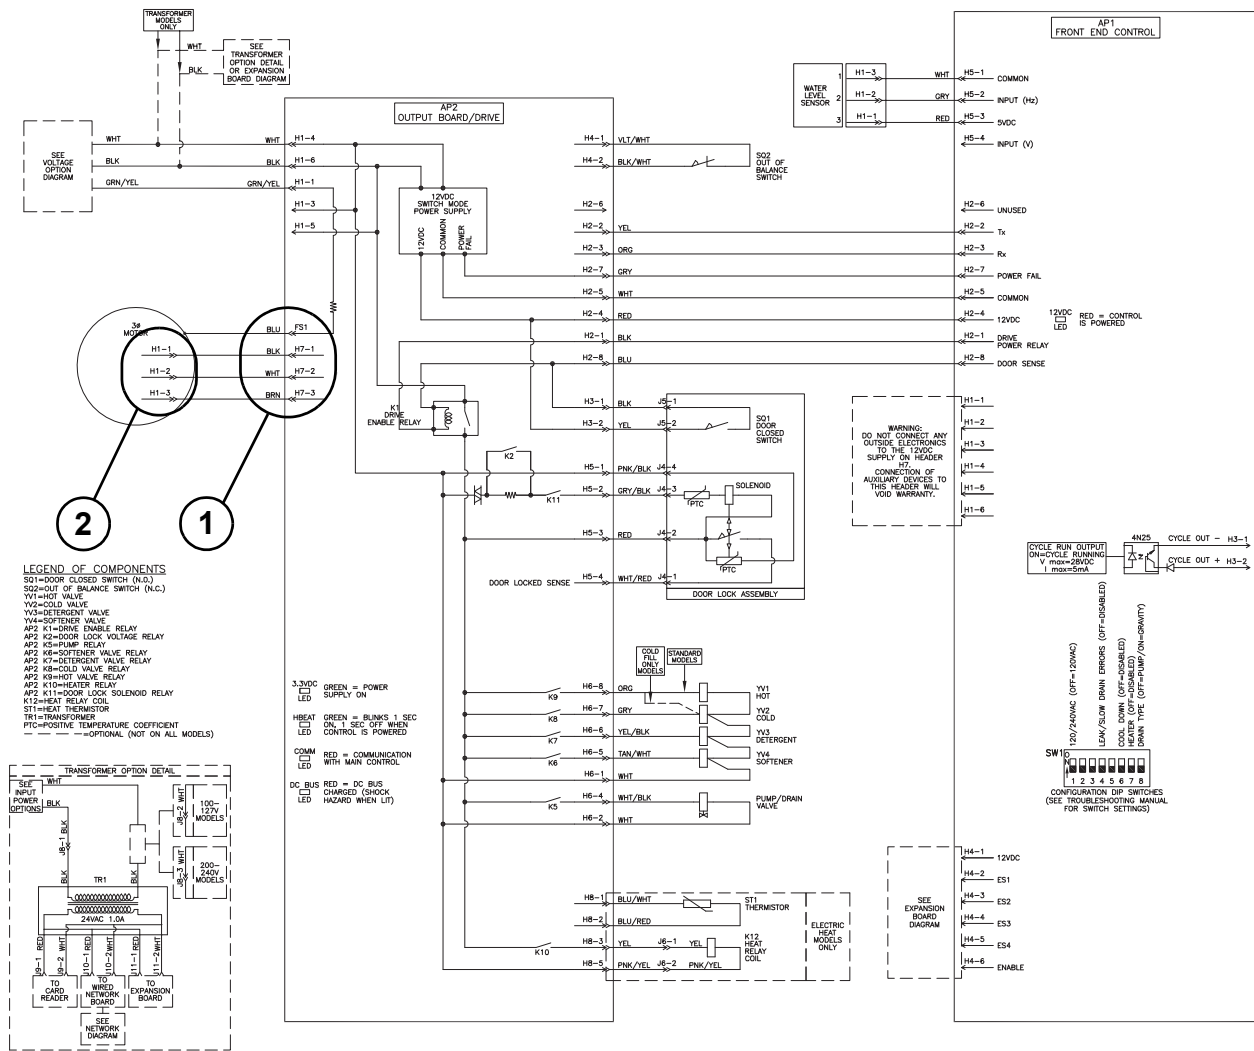 TRANSFORMER
MODELS
ONLY
WHT
BLK
SEE
TRANSFORMER
OPTION DETAIL
OR EXPANSION
BOARD DIAGRAM
SEE
VOLTAGE
OPTION
DIAGRAM
WHT
BLK
GRN/YEL
WHT
BLK
GRN/YEL
AP2
OUTPUT BOARD/DRIVE
H1-4
H1-6
H1-1
H1-3
H1-5
12VDC
SWITCH MODE
POWER SUPPLY
12VDC
COMMON
POWER
FAIL
H4-1 VLT/WHT
H4-2 BLK/WHT
SQ2
OUT OF
BALANCE
SWITCH
H2-6
H2-2 YEL
H2-3 ORG
H2-7 GRY
H2-5 WHT
H2-4 RED
H2-1 BLK
H2-8 BLU
AP1
FRONT END CONTROL
WATER
LEVEL
SENSOR
1 H1-3 WHT H5-1 COMMON
2 H1-2 GRY H5-2 INPUT (Hz)
3 H1-1 RED H5-3 5VDC
H5-4 INPUT (V)
H2-6 UNUSED
H2-2 Tx
H2-3 Rx
H2-7 POWER FAIL
H2-5 COMMON
H2-4 12VDC
H2-1 DRIVE
POWER RELAY
H2-8 DOOR SENSE
12VDC
LED
RED = CONTROL
IS POWERED
3ø
MOTOR
H1-1
H1-2
H1-3
BLU FS1
BLK H7-1
WHT H7-2
BRN H7-3
2
1
K1
DRIVE
ENABLE RELAY
K2
K11
H3-1 BLK J5-1
H3-2 YEL J5-2
SQ1
DOOR
CLOSED
SWITCH
H5-1 PNK/BLK J4-4
H5-2 GRY/BLK J4-3
PTC
SOLENOID
H5-3 RED J4-2
PTC
DOOR LOCKED SENSE H5-4 WHT/RED J4-1
DOOR LOCK ASSEMBLY
WARNING:
DO NOT CONNECT ANY
OUTSIDE ELECTRONICS
TO THE 12VDC
SUPPLY ON HEADER
H7.
CONNECTION OF
AUXILIARY DEVICES TO
THIS HEADER WILL
VOID WARRANTY.
H1-1
H1-2
H1-3
H1-4
H1-5
H1-6
CYCLE RUN OUTPUT
ON=CYCLE RUNNING
V max=28VDC
I max=5mA
4N25
CYCLE OUT - H3-1
CYCLE OUT + H3-2
LEGEND OF COMPONENTS
SQ1=DOOR CLOSED SWITCH (N.O.)
SQ2=OUT OF BALANCE SWITCH (N.C.)
YV1=HOT VALVE
YV2=COLD VALVE
YV3=DETERGENT VALVE
YV4=SOFTENER VALVE
AP2 K1=DRIVE ENABLE RELAY
AP2 K2=DOOR LOCK VOLTAGE RELAY
AP2 K5=PUMP RELAY
AP2 K6=SOFTENER VALVE RELAY
AP2 K7=DETERGENT VALVE RELAY
AP2 K8=COLD VALVE RELAY
AP2 K9=HOT VALVE RELAY
AP2 K10=HEATER RELAY
AP2 K11=DOOR LOCK SOLENOID RELAY
K12=HEAT RELAY COIL
ST1=HEAT THERMISTOR
TR1=TRANSFORMER
PTC=POSITIVE TEMPERATURE COEFFICIENT
=OPTIONAL (NOT ON ALL MODELS)
3.3VDC
LED
GREEN = POWER
SUPPLY ON
HBEAT
LED
GREEN = BLINKS 1 SEC
ON, 1 SEC OFF WHEN
CONTROL IS POWERED
COMM
LED
RED = COMMUNICATION
WITH MAIN CONTROL
DC BUS
LED
RED = DC BUS
CHARGED (SHOCK
HAZARD WHEN LIT)
COLD
FILL
ONLY
MODELS
STANDARD
MODELS
K9 H6-8 ORG
YV1
HOT
K8 H6-7 GRY
YV2
COLD
K7 H6-6 YEL/BLK
YV3
DETERGENT
K6 H6-5 TAN/WHT
YV4
SOFTENER
H6-1 WHT
K5 H6-4 WHT/BLK
PUMP/DRAIN
VALVE
H6-2 WHT
H8-1 BLU/WHT
ST1
THERMISTOR
H8-2 BLU/RED
K10 H8-3 YEL J6-1 YEL
K12
HEAT
RELAY
COIL
H8-5 PNK/YEL J6-2 PNK/YEL
ELECTRIC
HEAT
MODELS
ONLY
120/240VAC (OFF=120VAC)
LEAK/SLOW DRAIN ERRORS (OFF=DISABLED)
COOL DOWN (OFF=DISABLED)
HEATER (OFF=DISABLED)
DRAIN TYPE (OFF=PUMP/ON=GRAVITY)
SW1
O
N
1 2 3 4 5 6 7 8
CONFIGURATION DIP SWITCHES
(SEE TROUBLESHOOTING MANUAL
FOR SWITCH SETTINGS)
SEE
EXPANSION
BOARD
DIAGRAM
H4-1 12VDC
H4-2 ES1
H4-3 ES2
H4-4 ES3
H4-5 ES4
H4-6 ENABLE
TRANSFORMER OPTION DETAIL
SEE
INPUT
POWER
OPTIONS
WHT
BLK
J8-1 BLK
BLK
BLK
J8-2 WHT
100-
127V
MODELS
J8-3 WHT
200-
240V
MODELS
TR1
24VAC 1.0A
J9-1 RED
J9-2 WHT
J10-1 RED
J10-2 WHT
J11-1 RED
J11-2 WHT
TO
CARD
READER
TO
WIRED
NETWORK
BOARD
TO
EXPANSION
BOARD
SEE
NETWORK
DIAGRAM